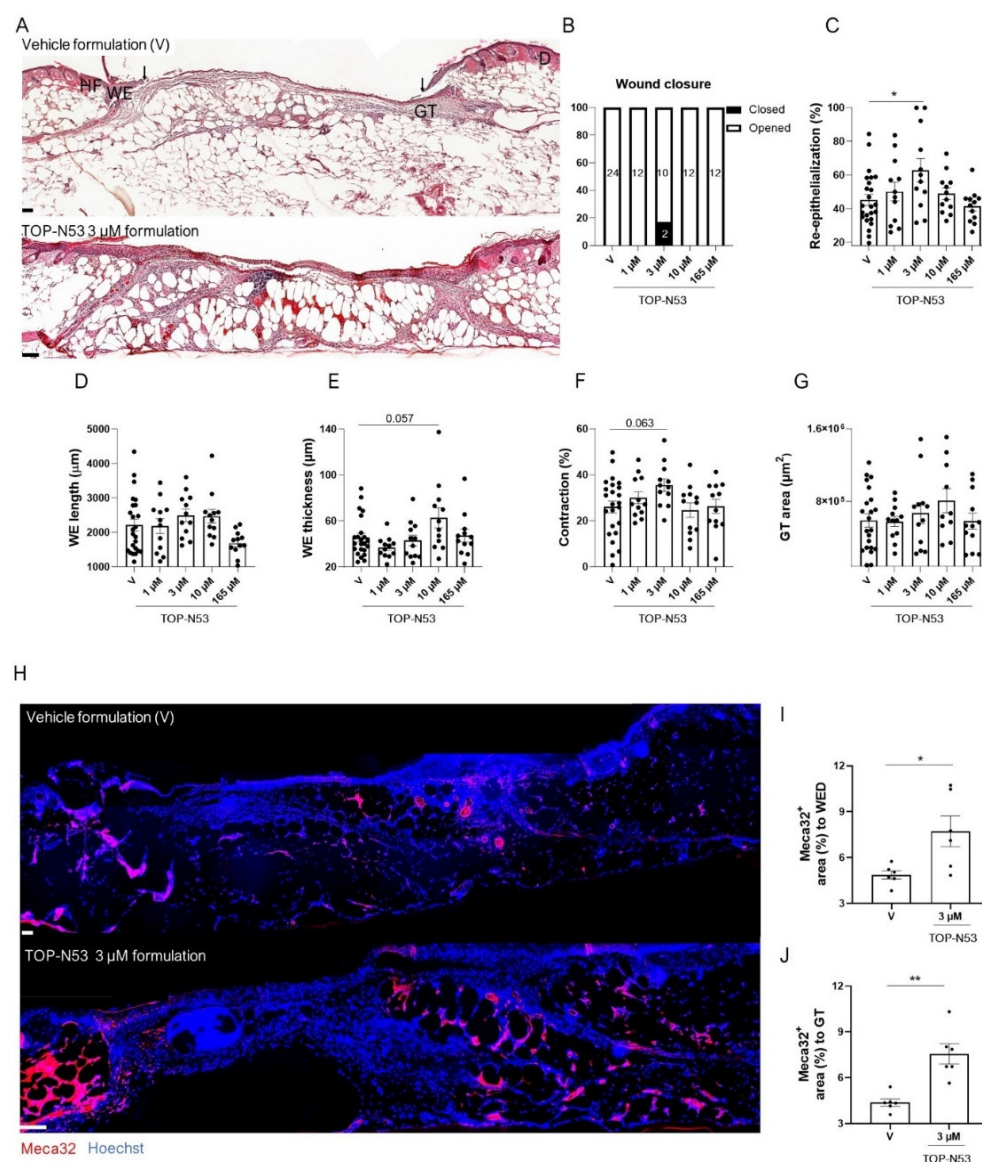 A
Vehicle formulation (V)
HF
WE
GT
D
TOP-N53 3 µM formulation
B
Wound closure
100
80
60
40
20
0
24
12
10
12
12
2
Closed
Opened
V
1 µM
3 µM
10 µM
165 µM
TOP-N53
C
Re-epithelialization (%)
100
80
60
40
20
*
V
1 µM
3 µM
10 µM
165 µM
TOP-N53
D
WE length (µm)
5000
4000
3000
2000
1000
V
1 µM
3 µM
10 µM
165 µM
TOP-N53
E
WE thickness (µm)
140
100
60
20
0.057
V
1 µM
3 µM
10 µM
165 µM
TOP-N53
F
Contraction (%)
60
40
20
0
0.063
V
1 µM
3 µM
10 µM
165 µM
TOP-N53
G
GT area (µm²)
1.6×10⁶
8×10⁵
V
1 µM
3 µM
10 µM
165 µM
TOP-N53
H
Vehicle formulation (V)
TOP-N53 3 µM formulation
Meca32 Hoechst
I
Meca32⁺
area (%) to WED
12
9
6
3
*
V
3 µM
TOP-N53
J
Meca32⁺
area (%) to GT
12
9
6
3
**
V
3 µM
TOP-N53